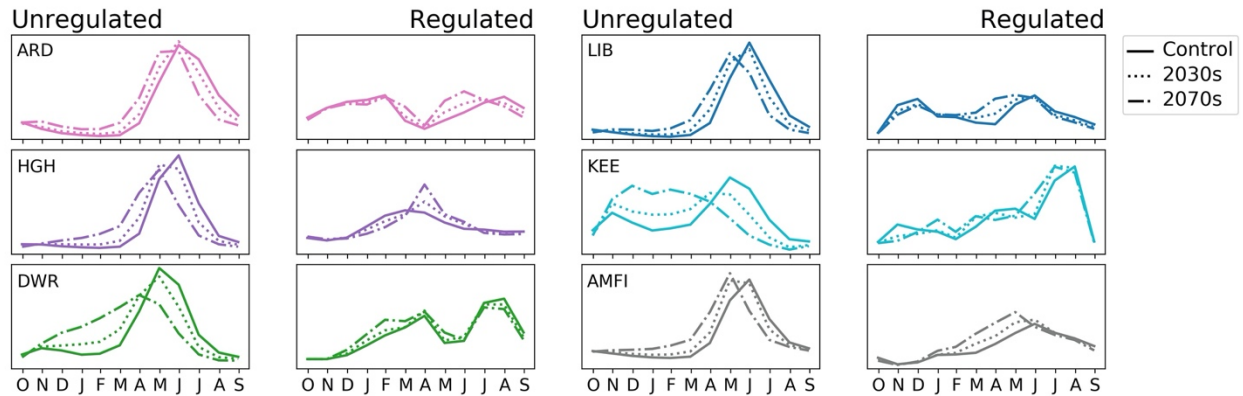 Unregulated Regulated Unregulated Regulated
ARD LIB
Control
2030s
2070s
HGH KEE
DWR AMFI
O N D J F M A M J J A S O N D J F M A M J J A S O N D J F M A M J J A S O N D J F M A M J J A S